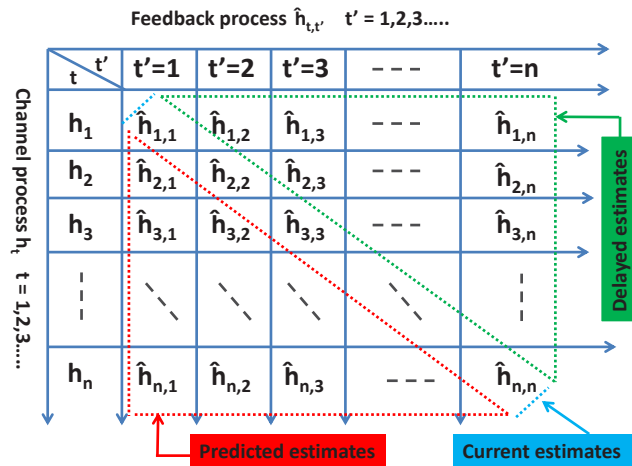 Feedback process ĥt,t' t' = 1,2,3.....
t' t t'=1 t'=2 t'=3 ---- t'=n
h1 ĥ1,1 ĥ1,2 ĥ1,3 --- ĥ1,n
h2 ĥ2,1 ĥ2,2 ĥ2,3 --- ĥ2,n
h3 ĥ3,1 ĥ3,2 ĥ3,3 --- ĥ3,n
hn ĥn,1 ĥn,2 ĥn,3 ---- ĥn,n
Channel process ht t = 1,2,3.....
Delayed estimates
Predicted estimates
Current estimates